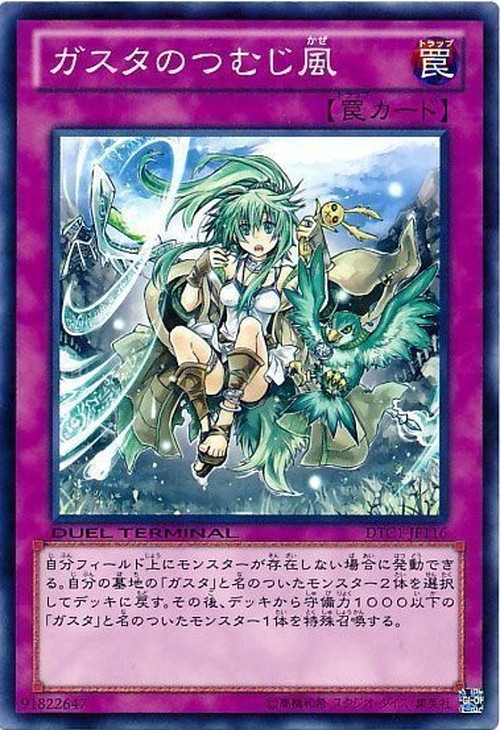 ガスタのつむじ風
罠
【罠カード】
DUEL TERMINAL
DTC1-JP116
自分フィールド上にモンスターが存在しない場合に発動でき
る。自分の墓地の「ガスタ」と名のついたモンスター2体を選択
してデッキに戻す。その後、デッキから守備力1000以下の
「ガスタ」と名のついたモンスター1体を特殊召喚する。
91822647
©高橋和希 スタジオ・ダイス/集英社